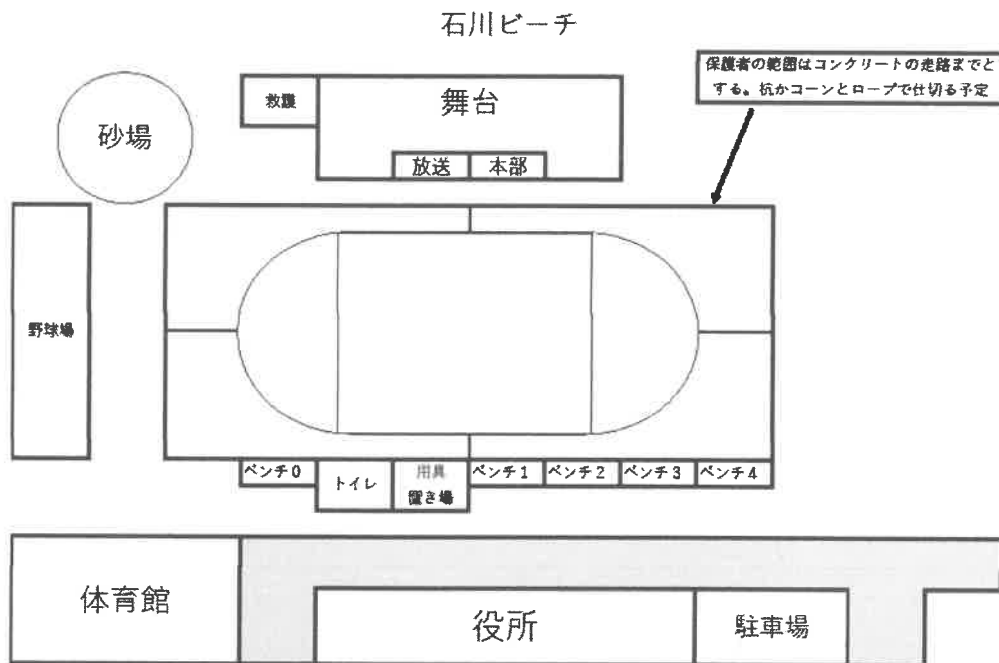 石川ビーチ
保護者の範囲はコンクリートの走路までと
する。杭かコーンとロープで仕切る予定
救護
舞台
砂場
放送
本部
野球場
ベンチ0
トイレ
用具
置き場
ベンチ1
ベンチ2
ベンチ3
ベンチ4
体育館
役所
駐車場